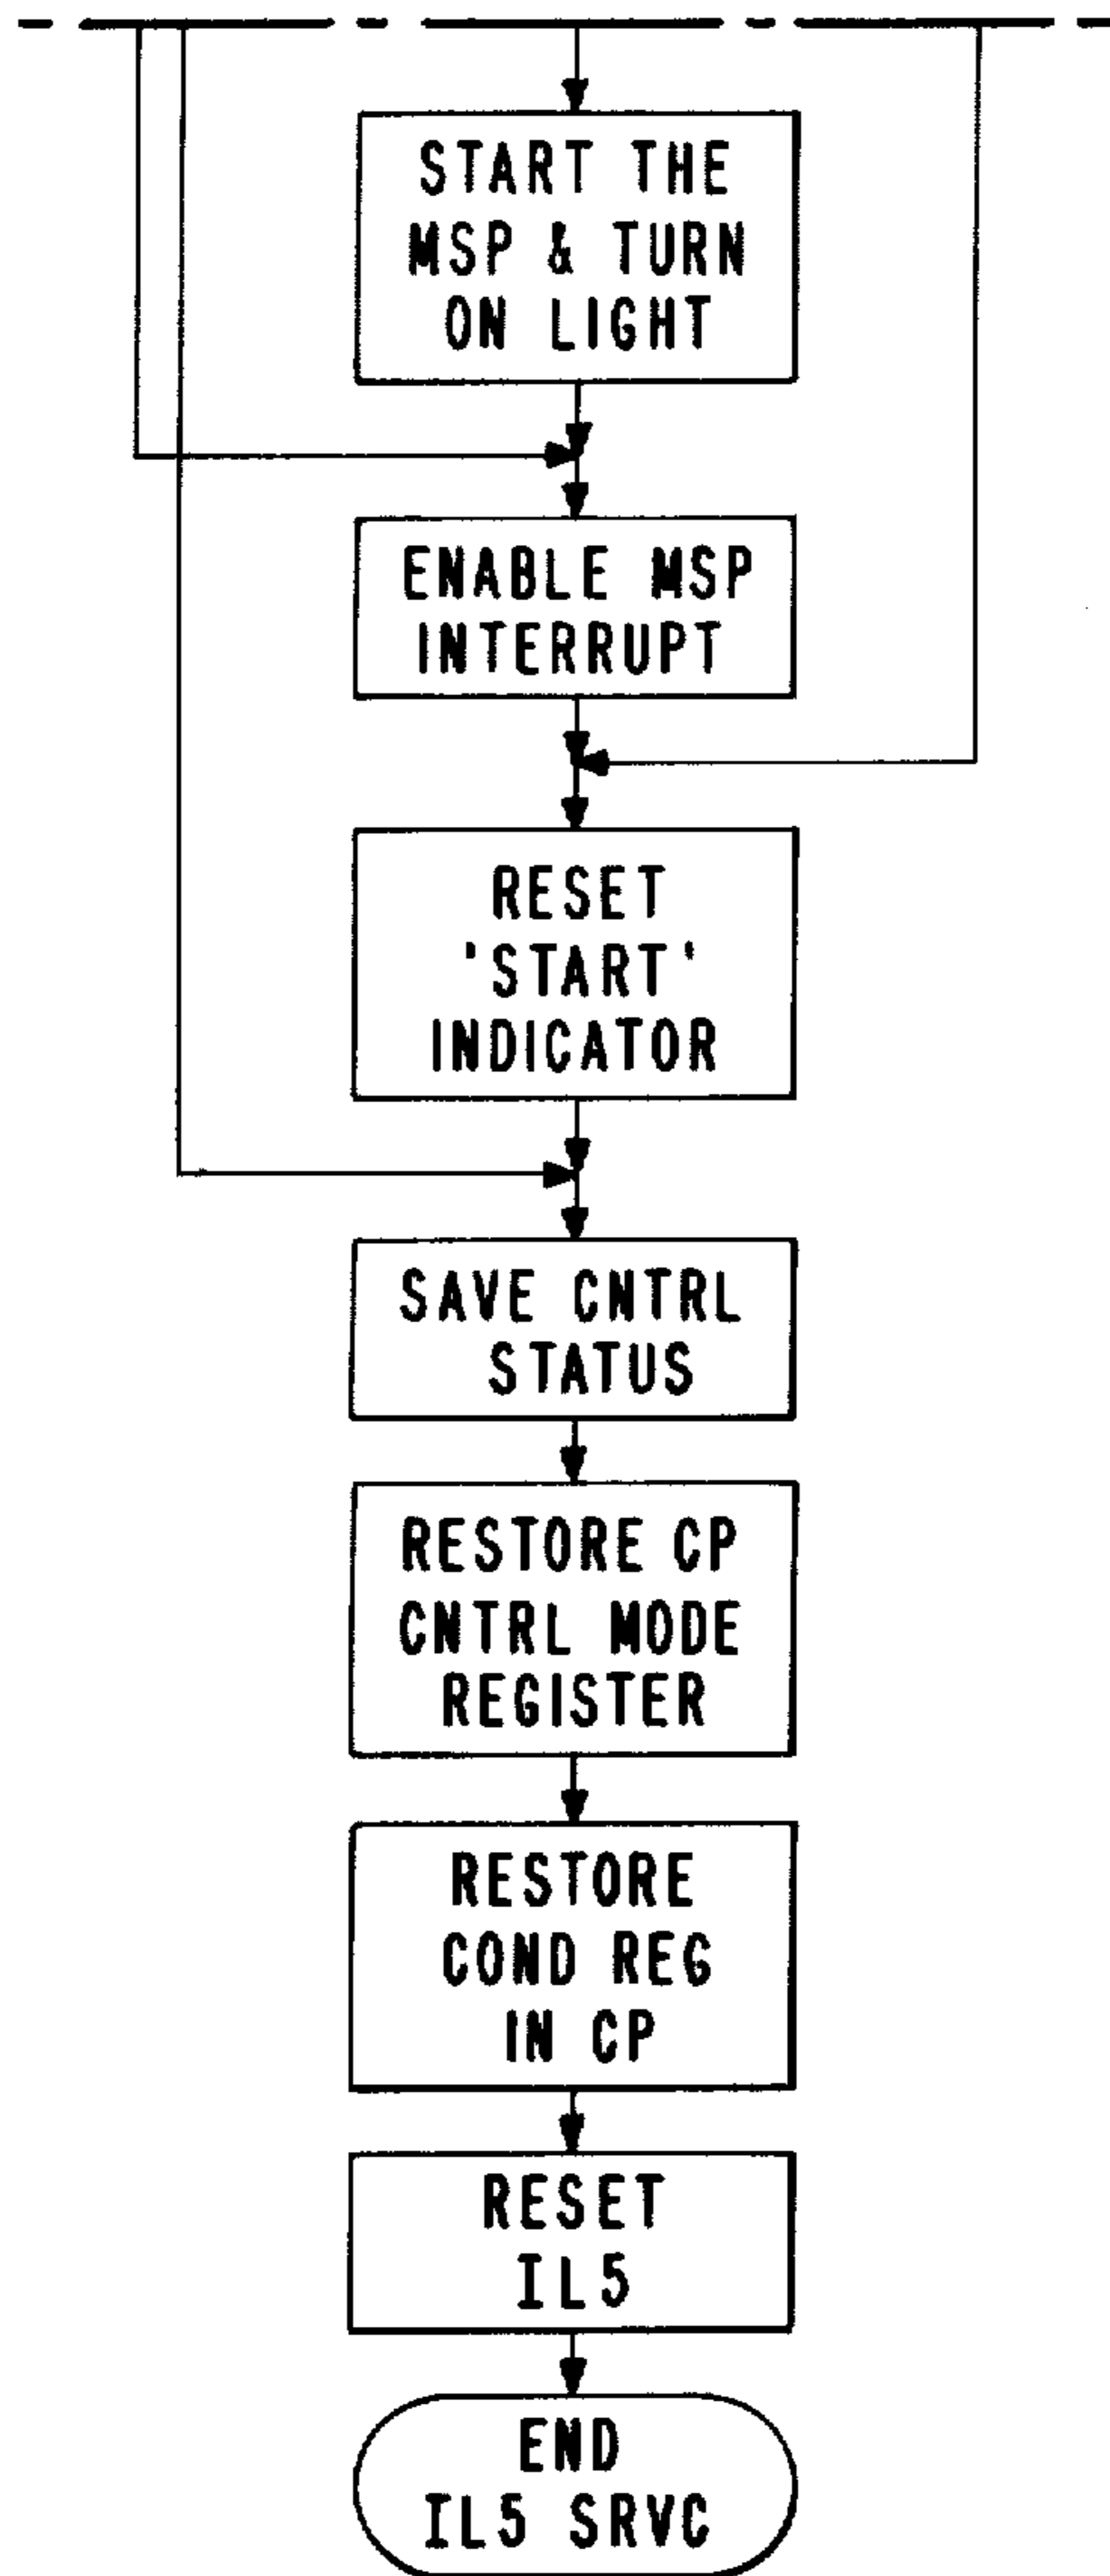 START THE
MSP & TURN
ON LIGHT
ENABLE MSP
INTERRUPT
RESET
'START'
INDICATOR
SAVE CNTRL
STATUS
RESTORE CP
CNTRL MODE
REGISTER
RESTORE
COND REG
IN CP
RESET
IL5
END
IL5 SRVC